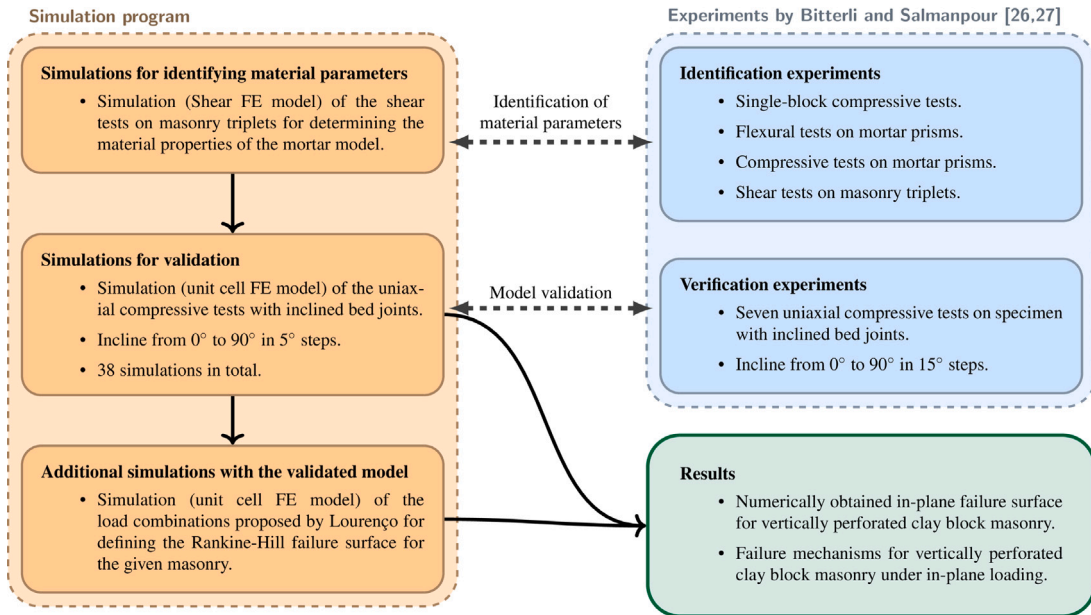 Simulation program
Simulations for identifying material parameters
• Simulation (Shear FE model) of the shear
tests on masonry triplets for determining the
material properties of the mortar model.
Simulations for validation
• Simulation (unit cell FE model) of the uniax-
ial compressive tests with inclined bed joints.
• Incline from 0° to 90° in 5° steps.
• 38 simulations in total.
Additional simulations with the validated model
• Simulation (unit cell FE model) of the
load combinations proposed by Lourenço for
defining the Rankine-Hill failure surface for
the given masonry.
Identification of
material parameters
Model validation
Experiments by Bitterli and Salmanpour [26,27]
Identification experiments
• Single-block compressive tests.
• Flexural tests on mortar prisms.
• Compressive tests on mortar prisms.
• Shear tests on masonry triplets.
Verification experiments
• Seven uniaxial compressive tests on specimen
with inclined bed joints.
• Incline from 0° to 90° in 15° steps.
Results
• Numerically obtained in-plane failure surface
for vertically perforated clay block masonry.
• Failure mechanisms for vertically perforated
clay block masonry under in-plane loading.